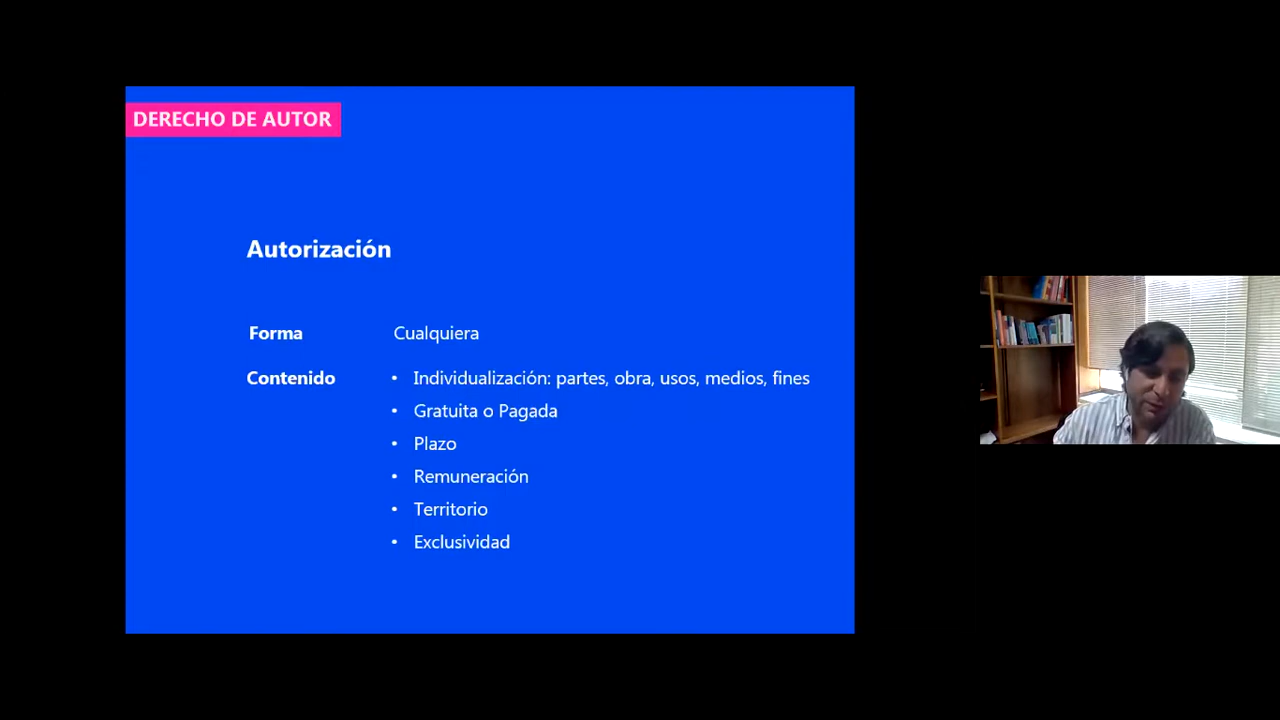 DERECHO DE AUTOR
Autorización
Forma Cualquiera
Contenido • Individualización: partes, obra, usos, medios, fines
• Gratuita o Pagada
• Plazo
• Remuneración
• Territorio
• Exclusividad